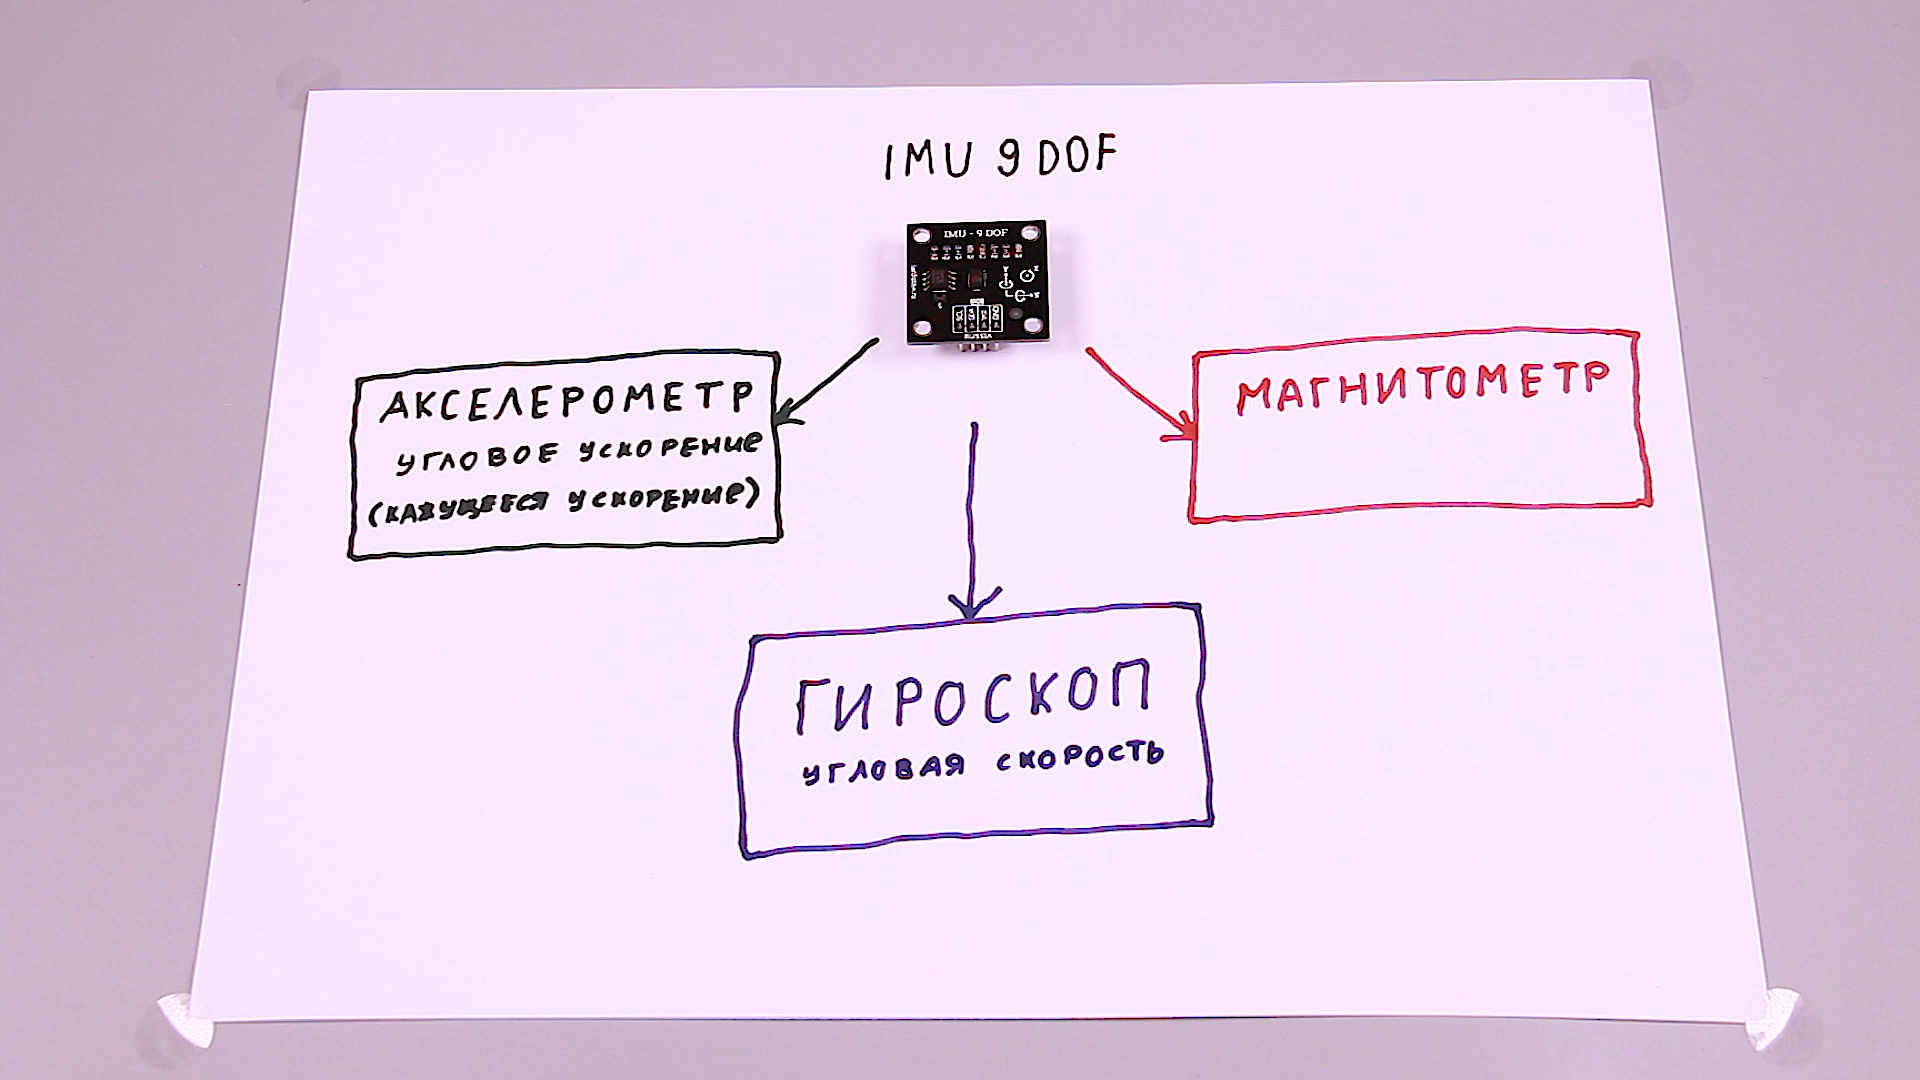 IMU 9 DOF
IMU - 9 DOF
АКСЕЛЕРОМЕТР
УГЛОВОЕ УСКОРЕНИЕ
(КАЖУЩЕЕСЯ УСКОРЕНИЕ)
МАГНИТОМЕТР
ГИРОСКОП
УГЛОВАЯ СКОРОСТЬ